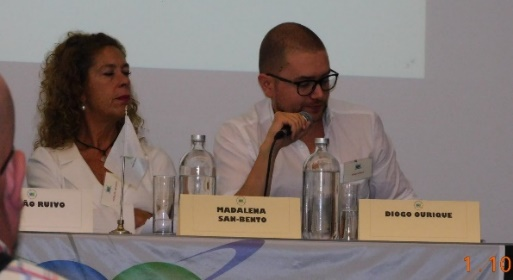 ÃO RUIVO
MADALENA
SAN-BENTO
DIOGO OURIQUE
1 10